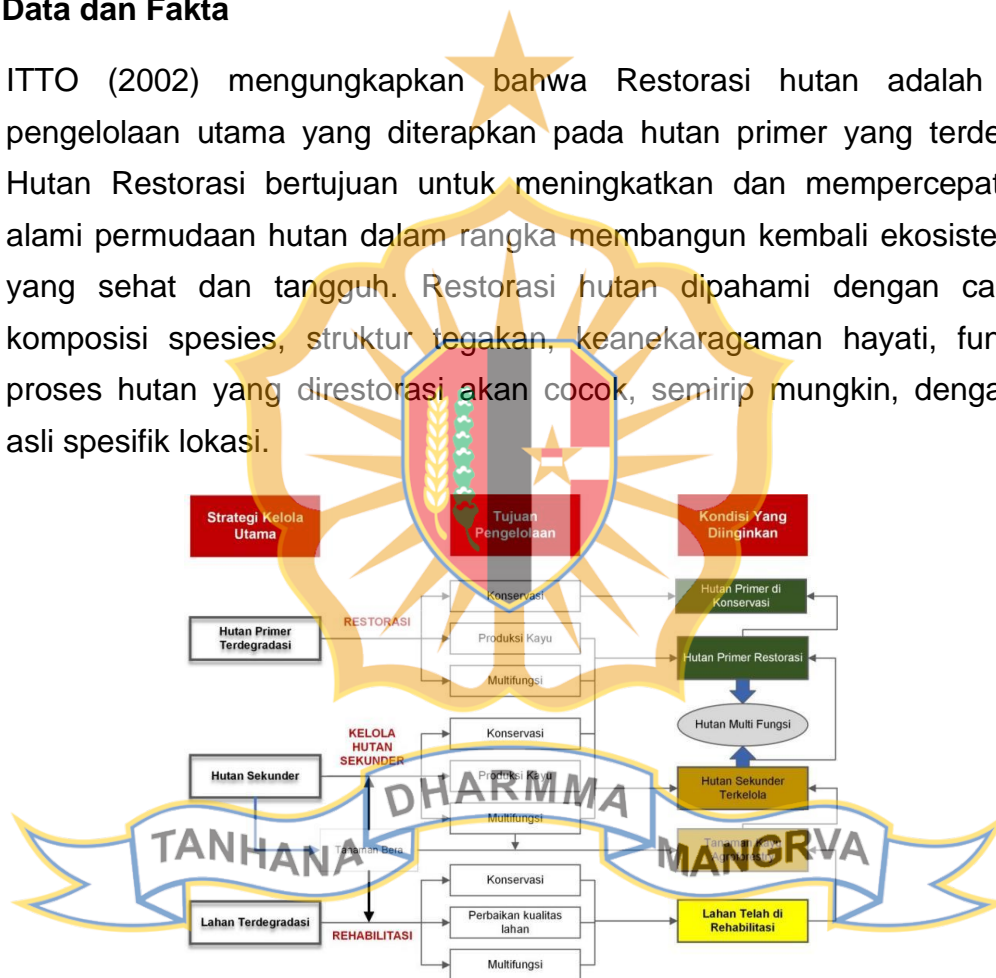 Data dan Fakta
ITTO (2002) mengungkapkan bahwa Restorasi hutan adalah
pengelolaan utama yang diterapkan pada hutan primer yang terde
Hutan Restorasi bertujuan untuk meningkatkan dan mempercepat
alami permudaan hutan dalam rangka membangun kembali ekosiste
yang sehat dan tangguh. Restorasi hutan dipahami dengan ca
komposisi spesies, struktur tegakan, keanekaragaman hayati, fun
proses hutan yang direstorasi akan cocok, semirip mungkin, denga
asli spesifik lokasi.
Strategi Kelola
Utama
Tujuan
Pengelolaan
Kondisi Yang
Diinginkan
Hutan Primer
Terdegradasi
RESTORASI
Konservasi
Produksi Kayu
Multifungsi
Hutan Primer di
Konservasi
Hutan Primer Restorasi
Hutan Multi Fungsi
Hutan Sekunder
KELOLA
HUTAN
SEKUNDER
Konservasi
Produksi Kayu
Multifungsi
Hutan Sekunder
Terkelola
Tanaman Bera
Tanaman Kayu
Agroforestry
TANHANA DHARMMA MANGRVA
Lahan Terdegradasi
REHABILITASI
Konservasi
Perbaikan kualitas
lahan
Multifungsi
Lahan Telah di
Rehabilitasi